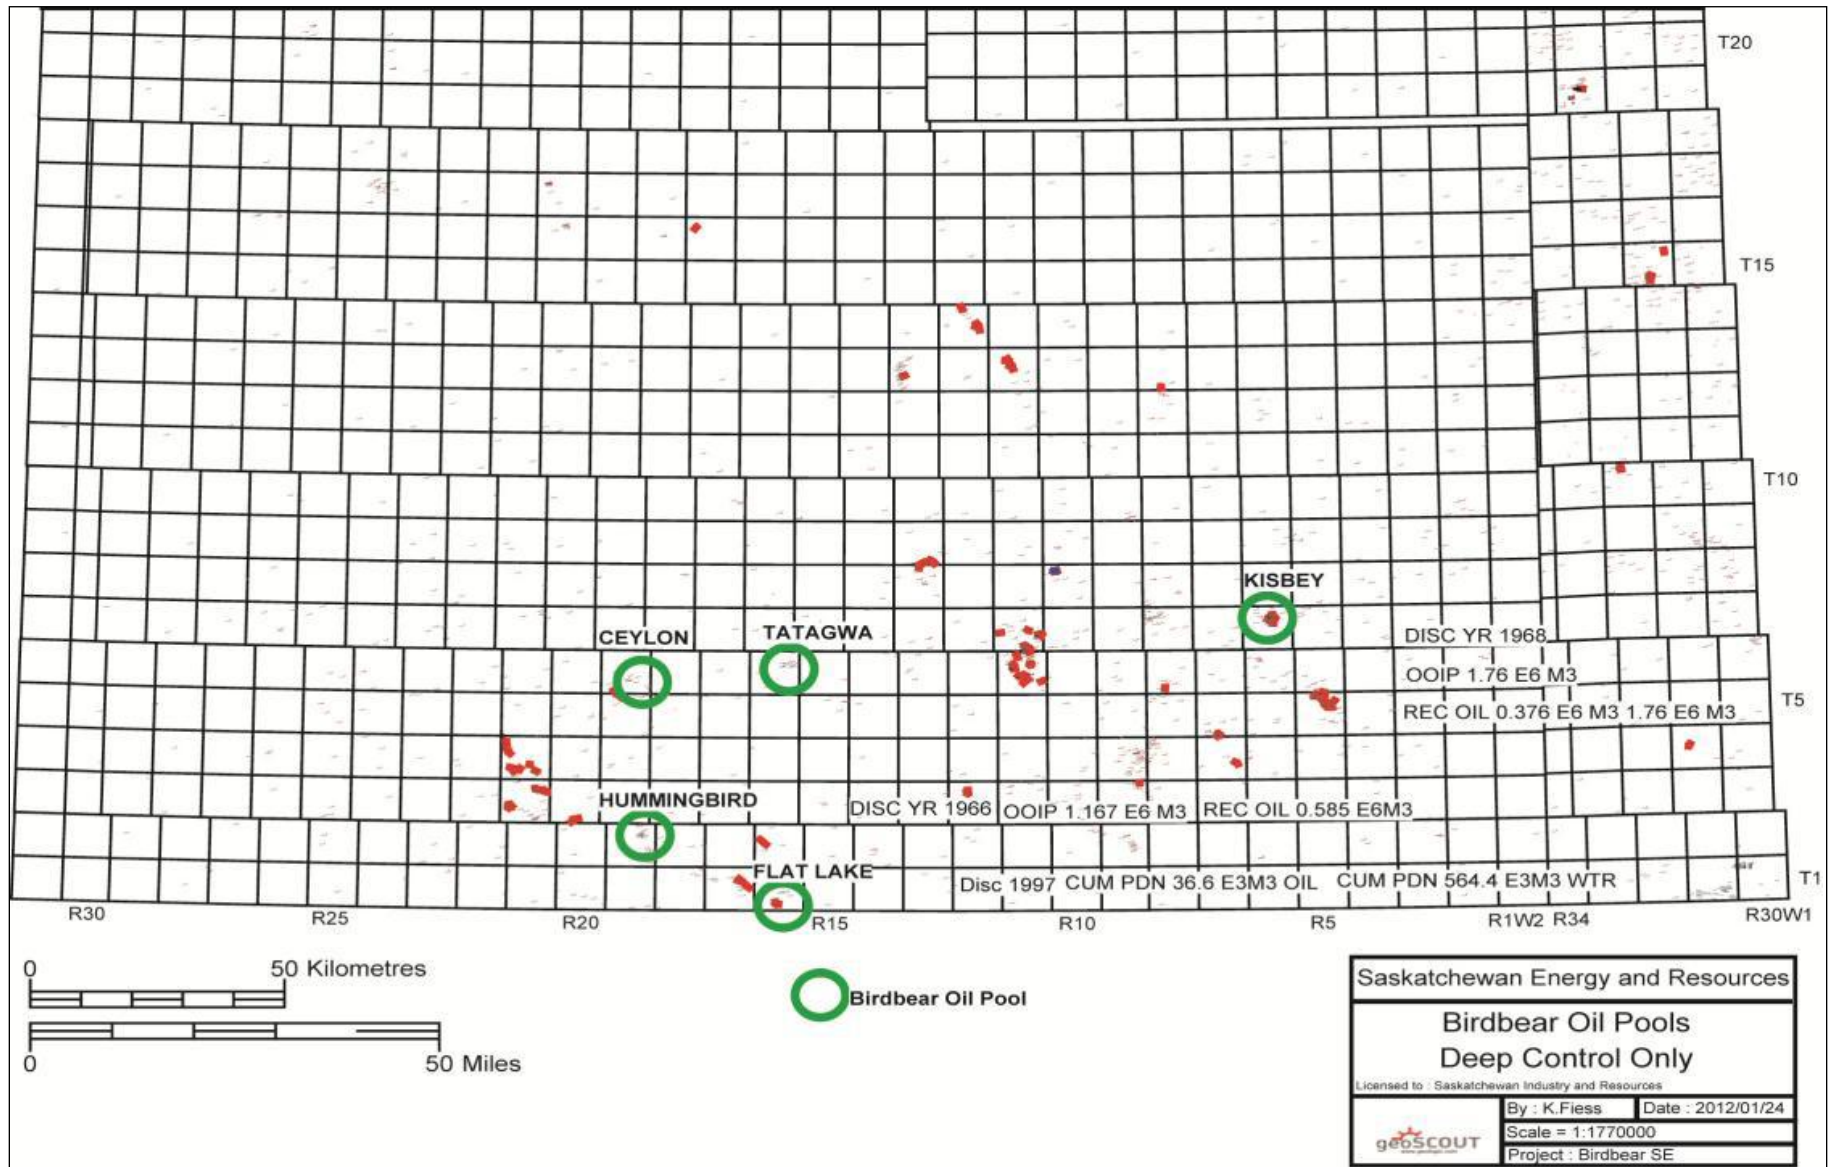 T20
T15
T10
KISBEY
DISC YR 1968
CEYLON
TATAGWA
OOIP 1.76 E6 M3
T5
REC OIL 0.376 E6 M3 1.76 E6 M3
HUMMINGBIRD
DISC YR 1966 OOIP 1.167 E6 M3 REC OIL 0.585 E6M3
FLAT LAKE
Disc 1997 CUM PDN 36.6 E3M3 OIL CUM PDN 564.4 E3M3 WTR
T1
R30 R25 R20 R15 R10 R5 R1W2 R34 R30W1
0 50 Kilometres
0 50 Miles
Birdbear Oil Pool
Saskatchewan Energy and Resources
Birdbear Oil Pools
Deep Control Only
Licensed to : Saskatchewan Industry and Resources
By : K.Fiess
Date : 2012/01/24
Scale = 1:1770000
Project : Birdbear SE
geoSCOUT